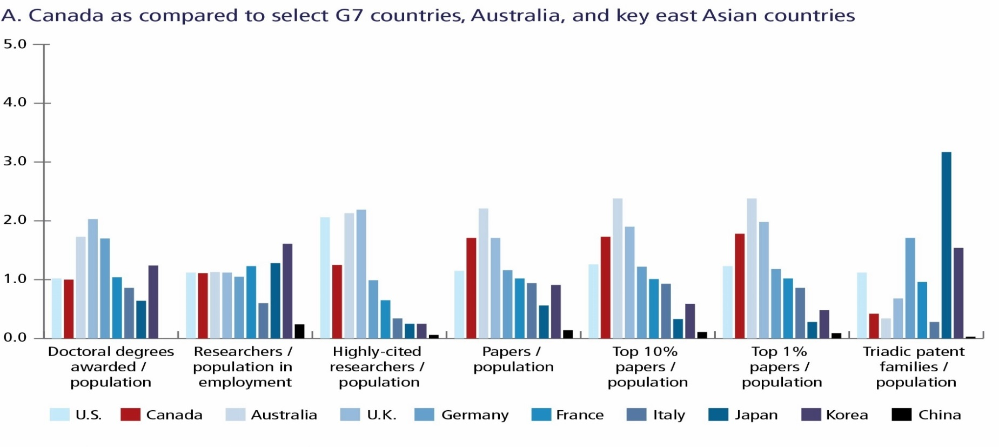 A. Canada as compared to select G7 countries, Australia, and key east Asian countries
5.0
4.0
3.0
2.0
1.0
0.0
Doctoral degrees
awarded /
population
Researchers /
population in
employment
Highly-cited
researchers /
population
Papers /
population
Top 10%
papers /
population
Top 1%
papers /
population
Triadic patent
families /
population
U.S. Canada Australia U.K. Germany France Italy Japan Korea China